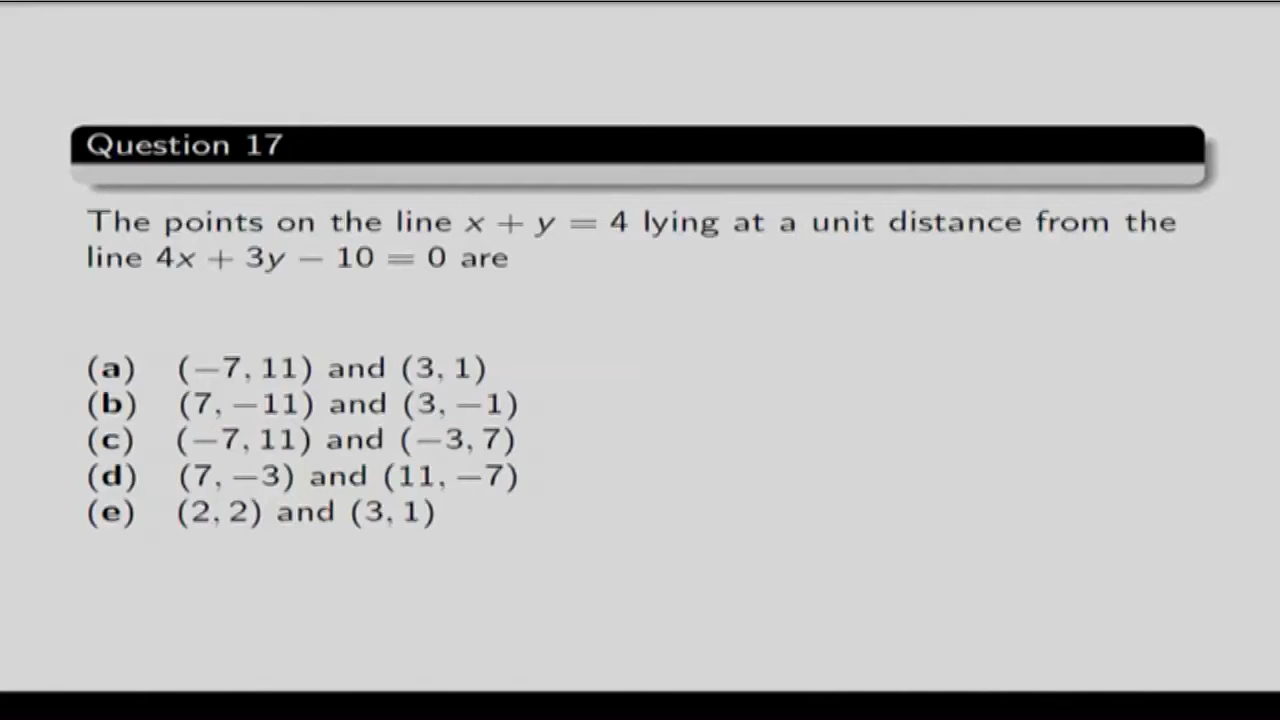 Question 17
The points on the line x + y = 4 lying at a unit distance from the
line 4x + 3y − 10 = 0 are
(a) (−7, 11) and (3, 1)
(b) (7, −11) and (3, −1)
(c) (−7, 11) and (−3, 7)
(d) (7, −3) and (11, −7)
(e) (2, 2) and (3, 1)